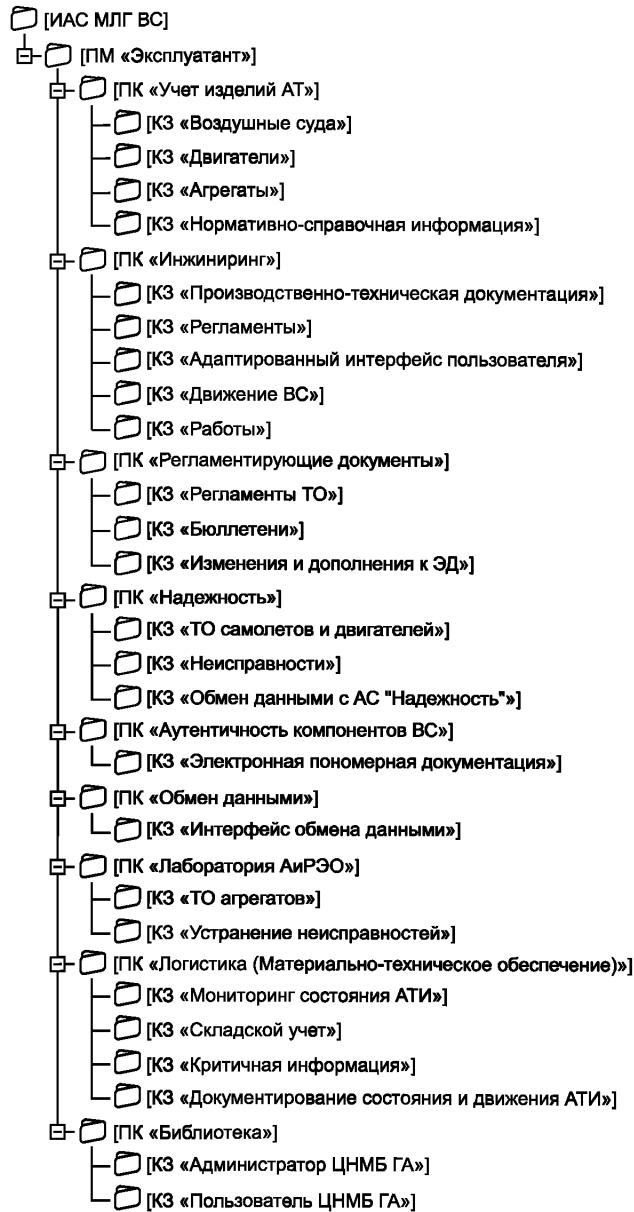 [ИАС МЛГ ВС]
[ПМ «Эксплуатант»]
[ПК «Учет изделий АТ»]
[КЗ «Воздушные суда»]
[КЗ «Двигатели»]
[КЗ «Агрегаты»]
[КЗ «Нормативно-справочная информация»]
[ПК «Инжиниринг»]
[КЗ «Производственно-техническая документация»]
[КЗ «Регламенты»]
[КЗ «Адаптированный интерфейс пользователя»]
[КЗ «Движение ВС»]
[КЗ «Работы»]
[ПК «Регламентирующие документы»]
[КЗ «Регламенты ТО»]
[КЗ «Бюллетени»]
[КЗ «Изменения и дополнения к ЭД»]
[ПК «Надежность»]
[КЗ «ТО самолетов и двигателей»]
[КЗ «Неисправности»]
[КЗ «Обмен данными с АС "Надежность"»]
[ПК «Аутентичность компонентов ВС»]
[КЗ «Электронная пономерная документация»]
[ПК «Обмен данными»]
[КЗ «Интерфейс обмена данными»]
[ПК «Лаборатория АиРЭО»]
[КЗ «ТО агрегатов»]
[КЗ «Устранение неисправностей»]
[ПК «Логистика (Материально-техническое обеспечение)»]
[КЗ «Мониторинг состояния АТИ»]
[КЗ «Складской учет»]
[КЗ «Критичная информация»]
[КЗ «Документирование состояния и движения АТИ»]
[ПК «Библиотека»]
[КЗ «Администратор ЦНМБ ГА»]
[КЗ «Пользователь ЦНМБ ГА»]